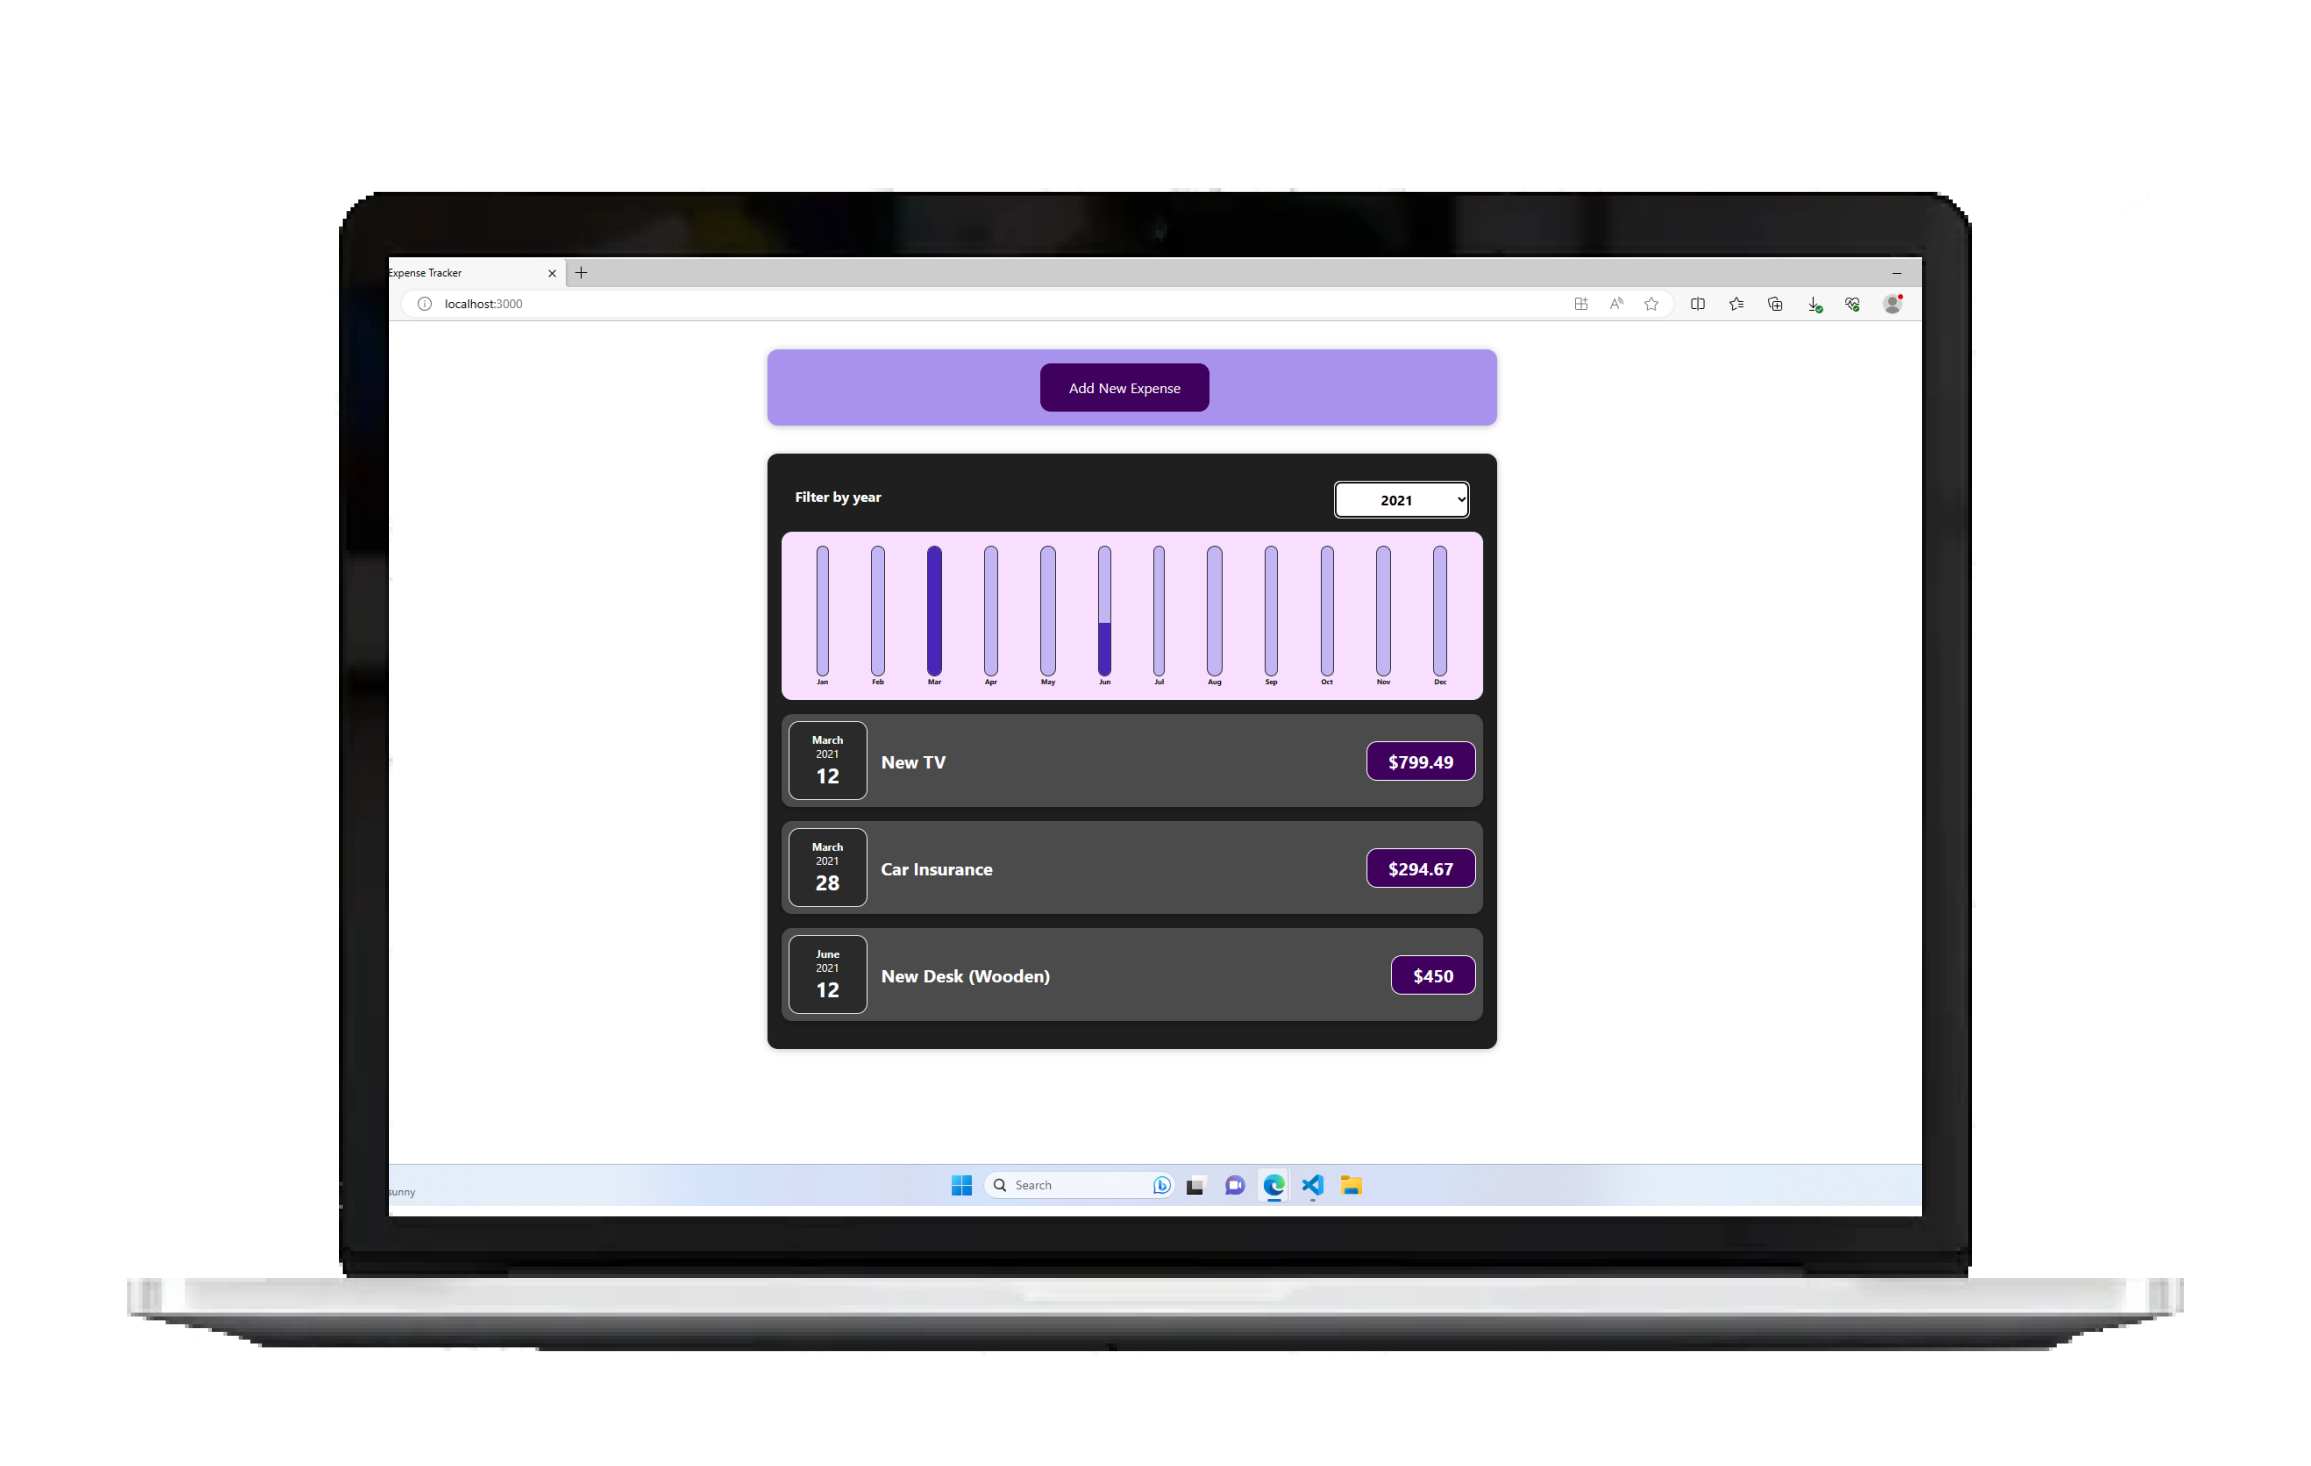 Expense Tracker
localhost:3000
Add New Expense
Filter by year
2021
Jan Feb Mar Apr May Jun Jul Aug Sep Oct Nov Dec
March
2021
12
New TV
$799.49
March
2021
28
Car Insurance
$294.67
June
2021
12
New Desk (Wooden)
$450
sunny
Search